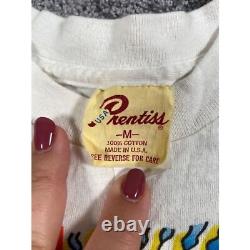 USA
Prentiss®
-M-
100% COTTON
MADE IN U.S.A.
SEE REVERSE FOR CARE